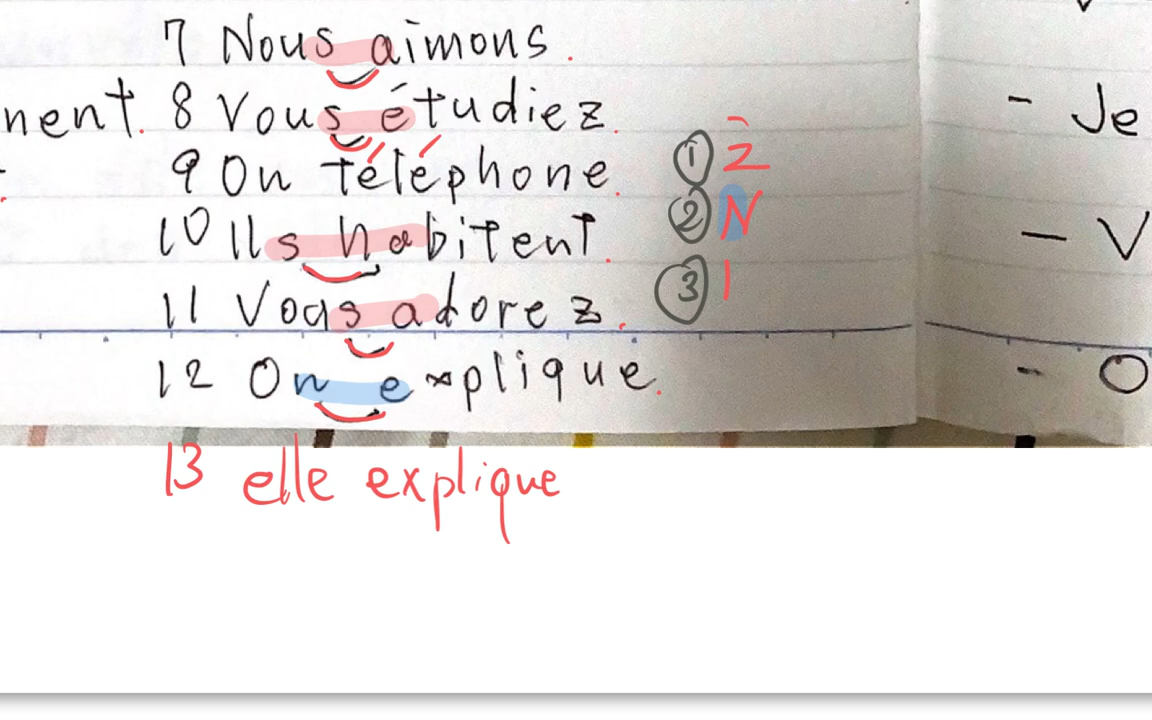 7 Nous aimons.
nent. 8 Vous étudiez.
- Je
9 On téléphone.
① Z
10 Ils habitent.
② N
- V
11 Vous adorez.
③ 1
12 On explique.
- O
13 elle explique